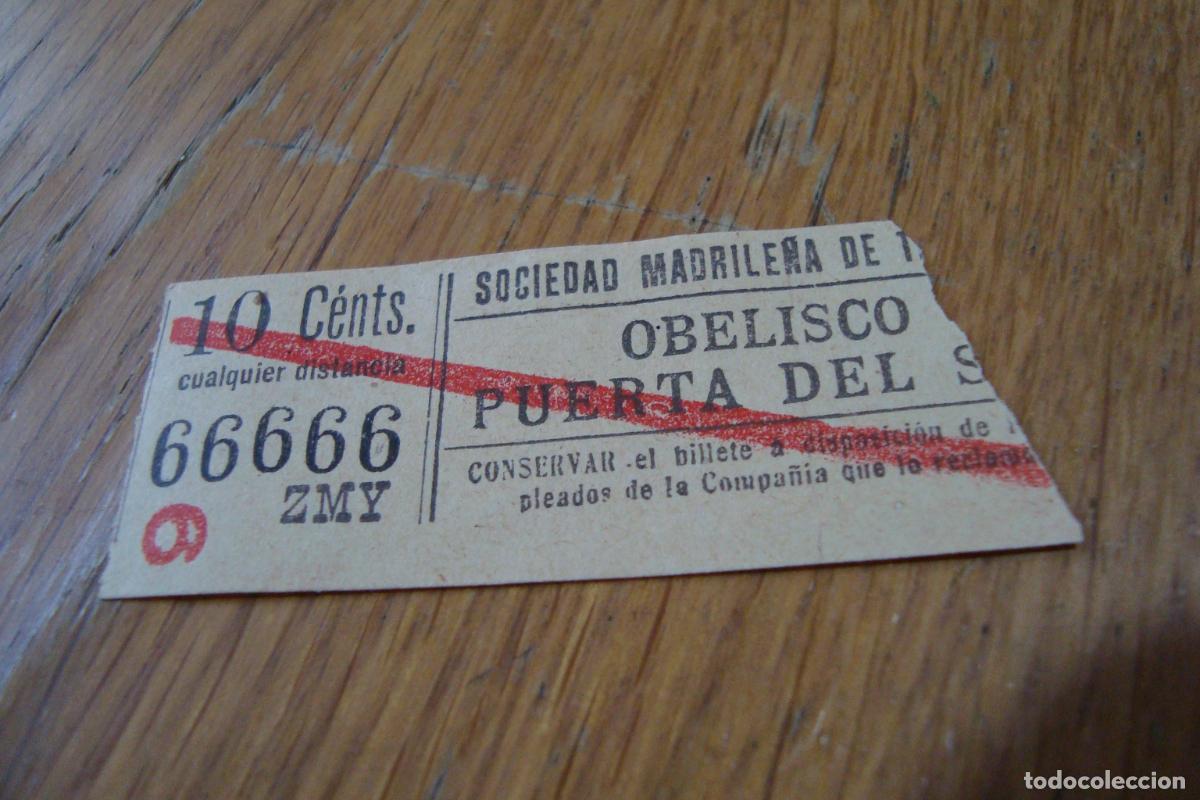 10 Cénts.
cualquier distancia
66666
ZMY
SOCIEDAD MADRILEÑA DE T
OBELISCO
PUERTA DEL S
CONSERVAR el billete a disposición de
pleados de la Compañía que lo reclam
todocoleccion